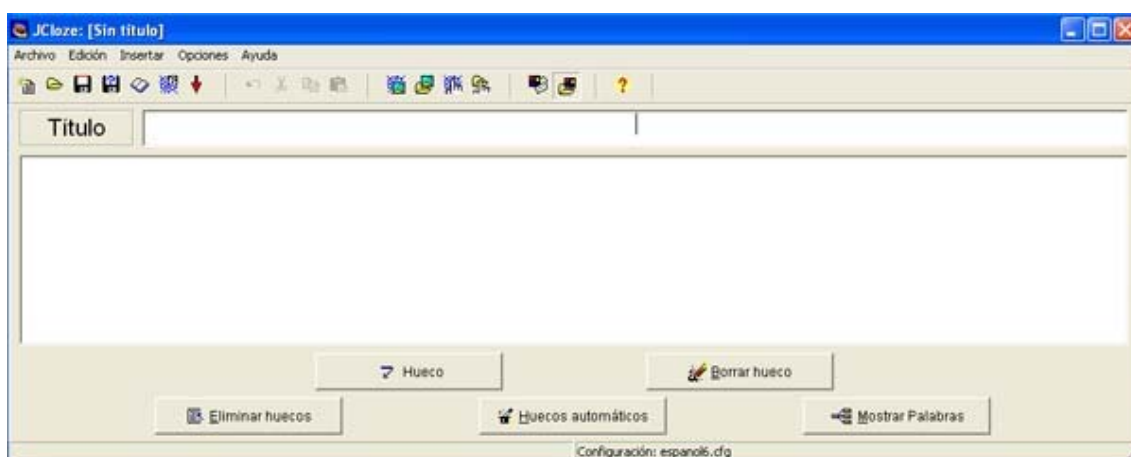 JCloze: [Sin título]
Archivo Edición Insertar Opciones Ayuda
?
Título
Hueco Borrar hueco
Eliminar huecos Huecos automáticos Mostrar Palabras
Configuración: espanol6.cfg